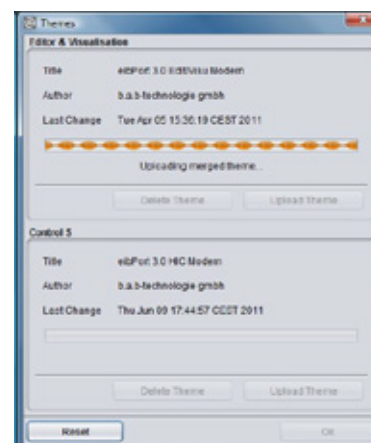 Themes
Editor & Visualisation
Title eibPort 3.0 Edit/Visu Modern
Author b.a.b-technologie gmbh
Last Change Tue Apr 05 15:36:19 CEST 2011
Uploading merged theme...
Delete Theme Upload Theme
Control 5
Title eibPort 3.0 HIC Modern
Author b.a.b-technologie gmbh
Last Change Thu Jun 09 17:44:57 CEST 2011
Delete Theme Upload Theme
Reset OK